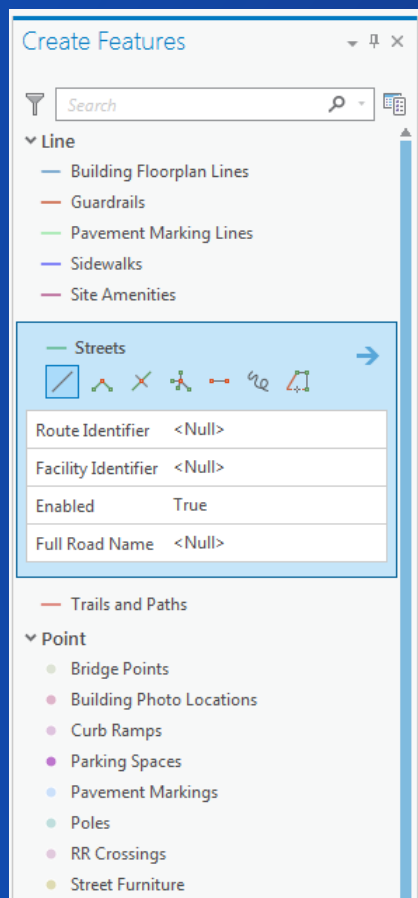 Create Features
Search
Line
Building Floorplan Lines
Guardrails
Pavement Marking Lines
Sidewalks
Site Amenities
Streets
Route Identifier <Null>
Facility Identifier <Null>
Enabled True
Full Road Name <Null>
Trails and Paths
Point
Bridge Points
Building Photo Locations
Curb Ramps
Parking Spaces
Pavement Markings
Poles
RR Crossings
Street Furniture